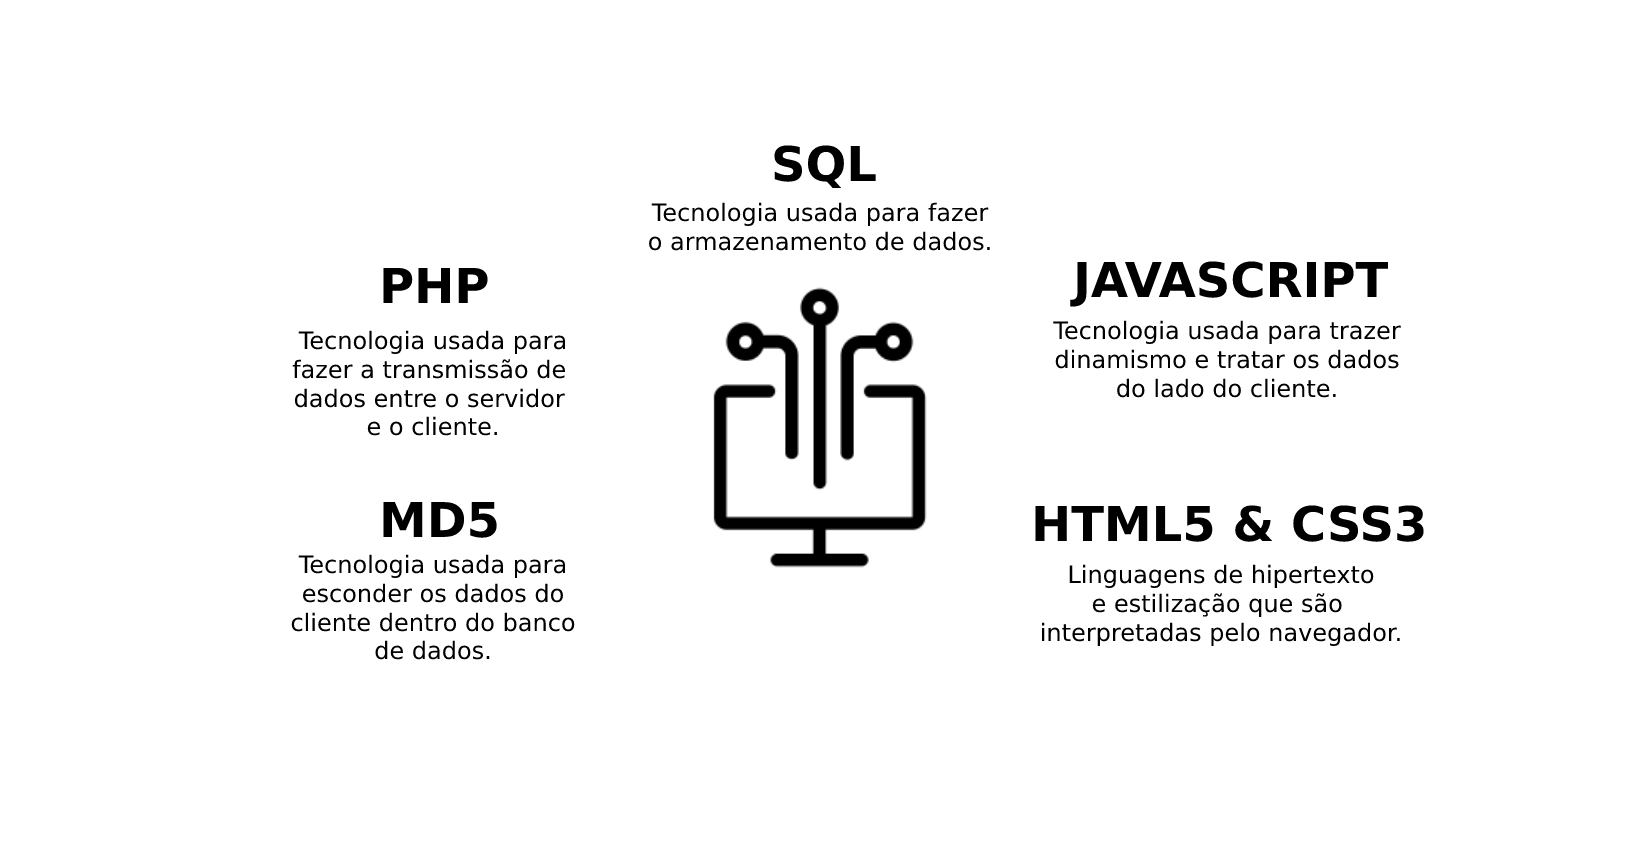 SQL
Tecnologia usada para fazer
o armazenamento de dados.
PHP
Tecnologia usada para
fazer a transmissão de
dados entre o servidor
e o cliente.
JAVASCRIPT
Tecnologia usada para trazer
dinamismo e tratar os dados
do lado do cliente.
MD5
Tecnologia usada para
esconder os dados do
cliente dentro do banco
de dados.
HTML5 & CSS3
Linguagens de hipertexto
e estilização que são
interpretadas pelo navegador.